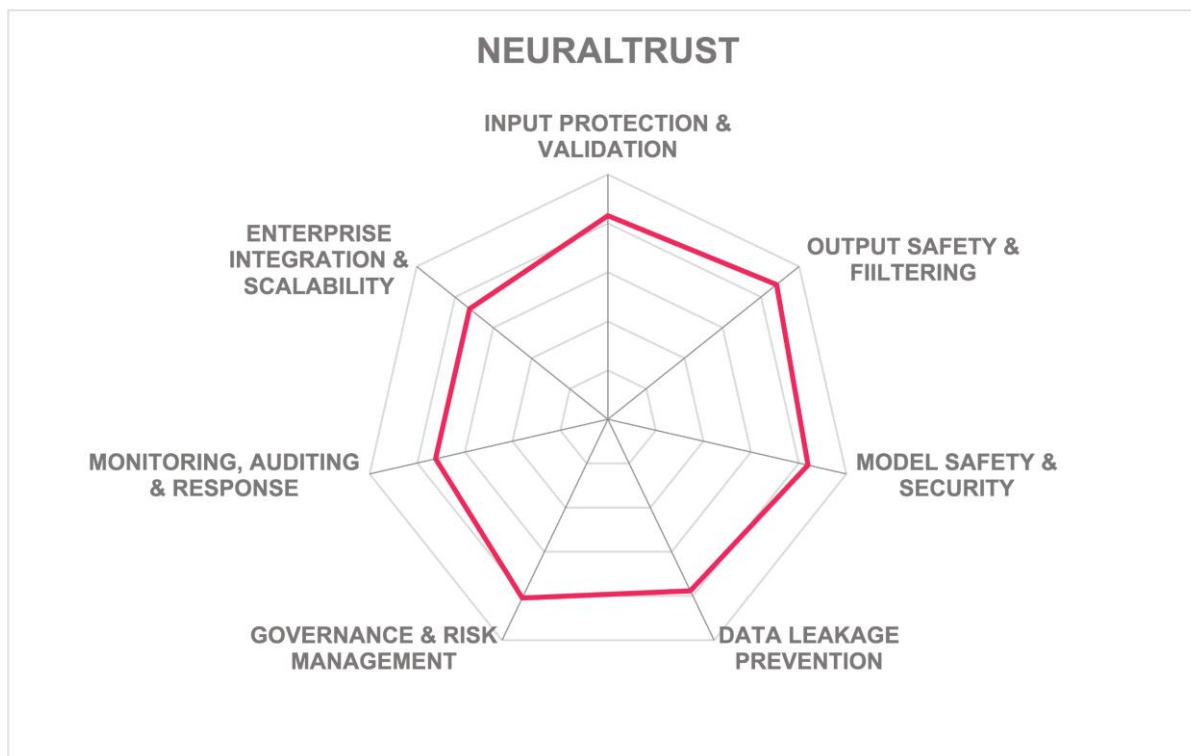 NEURALTRUST
INPUT PROTECTION &
VALIDATION
OUTPUT SAFETY &
FIILTERING
MODEL SAFETY &
SECURITY
DATA LEAKAGE
PREVENTION
GOVERNANCE & RISK
MANAGEMENT
MONITORING, AUDITING
& RESPONSE
ENTERPRISE
INTEGRATION &
SCALABILITY